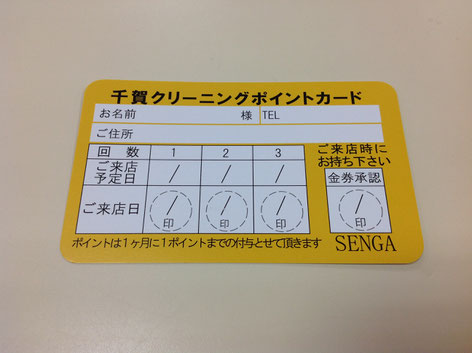 千賀クリーニングポイントカード
お名前 様 TEL
ご住所
回 数 1 2 3
ご来店
予定日 / / /
ご来店日 / 印 / 印 / 印
ご来店時に
お持ち下さい
金券承認
/
印
ポイントは1ヶ月に1ポイントまでの付与とせて頂きます
SENGA